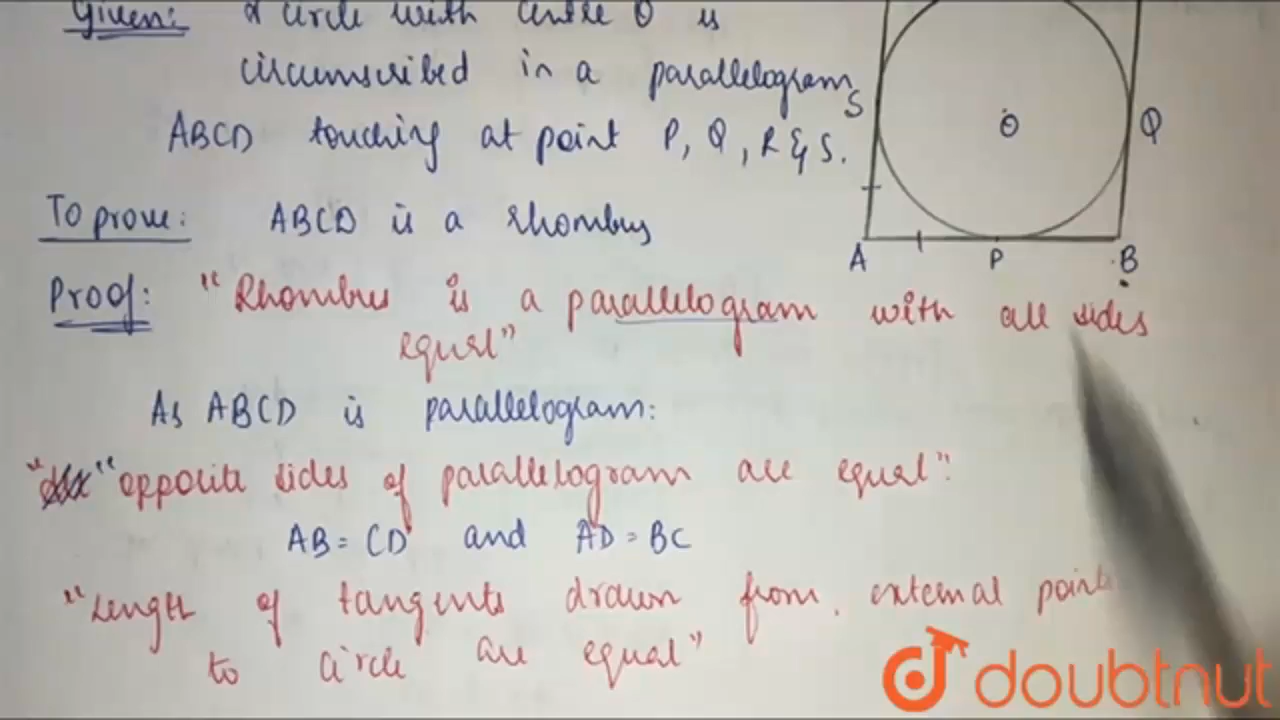 Given: A circle with centre O is
circumscribed in a parallelogram
ABCD touching at point P, Q, R & S.
To prove: ABCD is a rhombus
Proof: "Rhombus is a parallelogram with all sides
equal"
As ABCD is parallelogram:
"opposite sides of parallelogram are equal":
AB = CD and AD = BC
"Length of tangents drawn from external point
to circle are equal"
S
O
Q
A
P
B
doubtnut